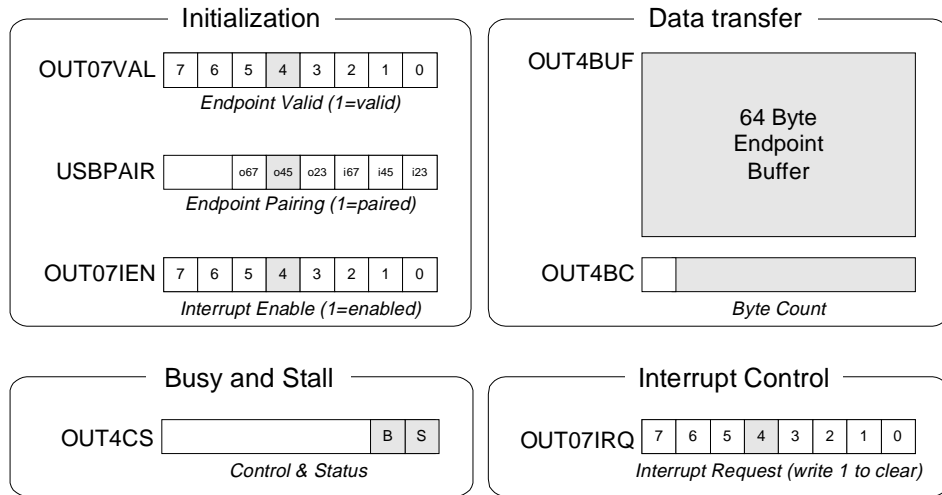 Initialization
OUT07VAL 7 6 5 4 3 2 1 0
Endpoint Valid (1=valid)
USBPAIR o67 o45 o23 i67 i45 i23
Endpoint Pairing (1=paired)
OUT07IEN 7 6 5 4 3 2 1 0
Interrupt Enable (1=enabled)
Data transfer
OUT4BUF
64 Byte
Endpoint
Buffer
OUT4BC
Byte Count
Busy and Stall
OUT4CS B S
Control & Status
Interrupt Control
OUT07IRQ 7 6 5 4 3 2 1 0
Interrupt Request (write 1 to clear)